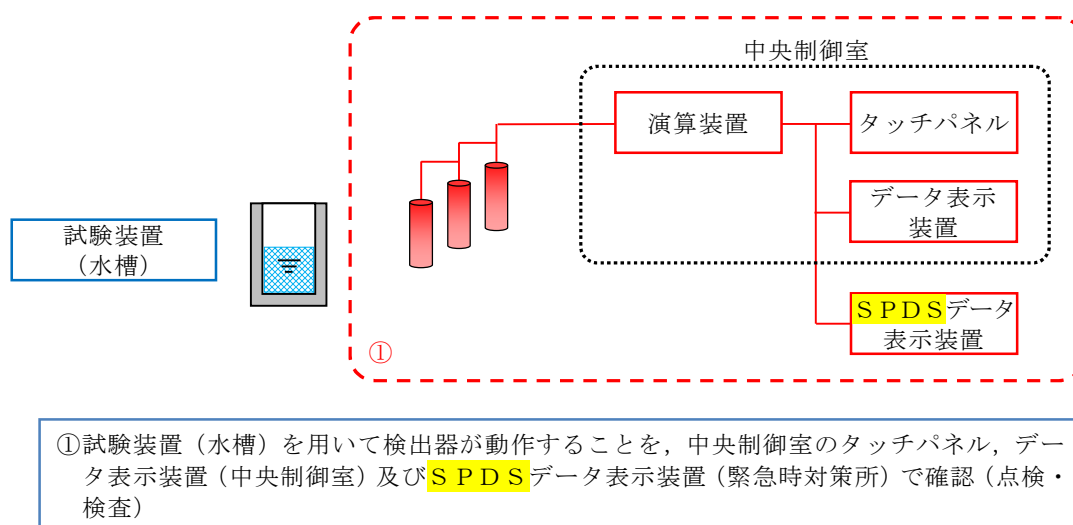 中央制御室
演算装置
タッチパネル
データ表示
装置
試験装置
(水槽)
ＳＰＤＳデータ
表示装置
①
①試験装置（水槽）を用いて検出器が動作することを，中央制御室のタッチパネル，デー
タ表示装置（中央制御室）及びＳＰＤＳデータ表示装置（緊急時対策所）で確認（点検・
検査）